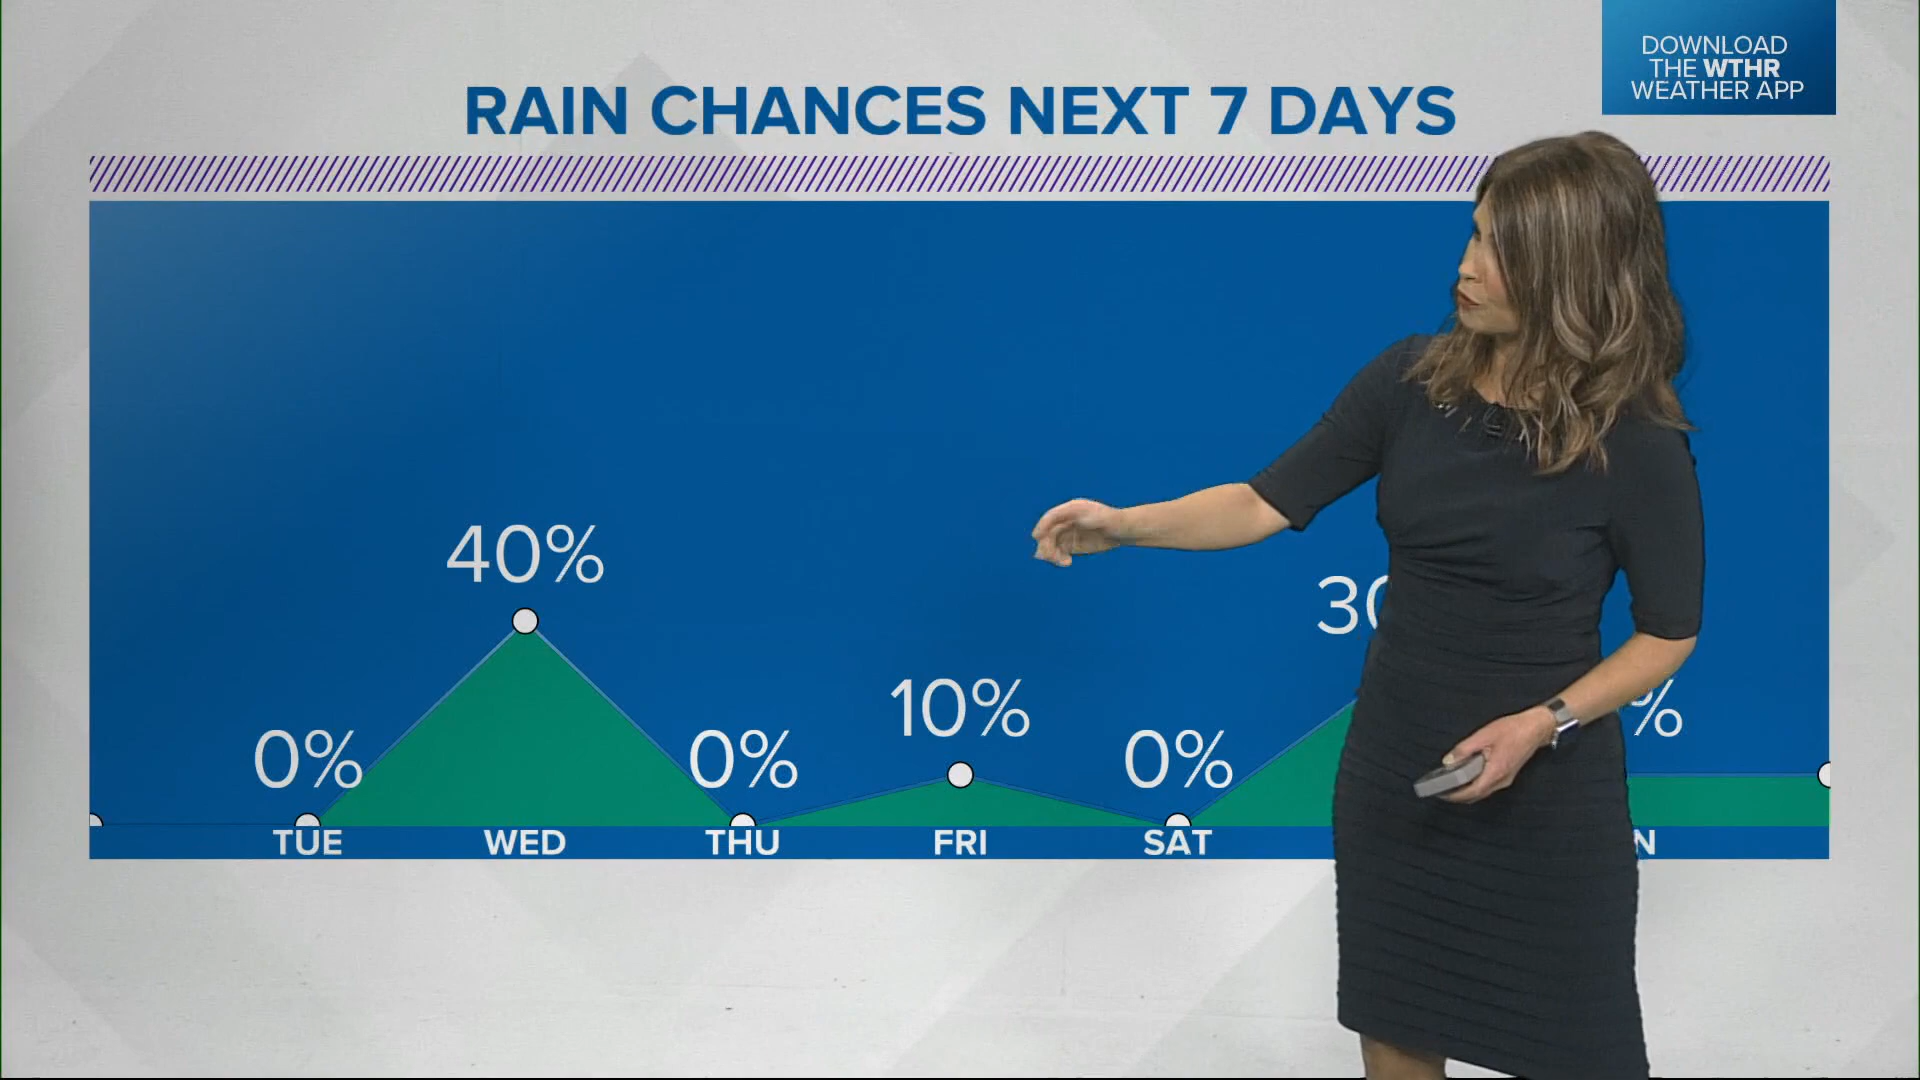 DOWNLOAD
THE WTHR
WEATHER APP
RAIN CHANCES NEXT 7 DAYS
40%
30
10%
0% 0% 0% %
TUE WED THU FRI SAT N